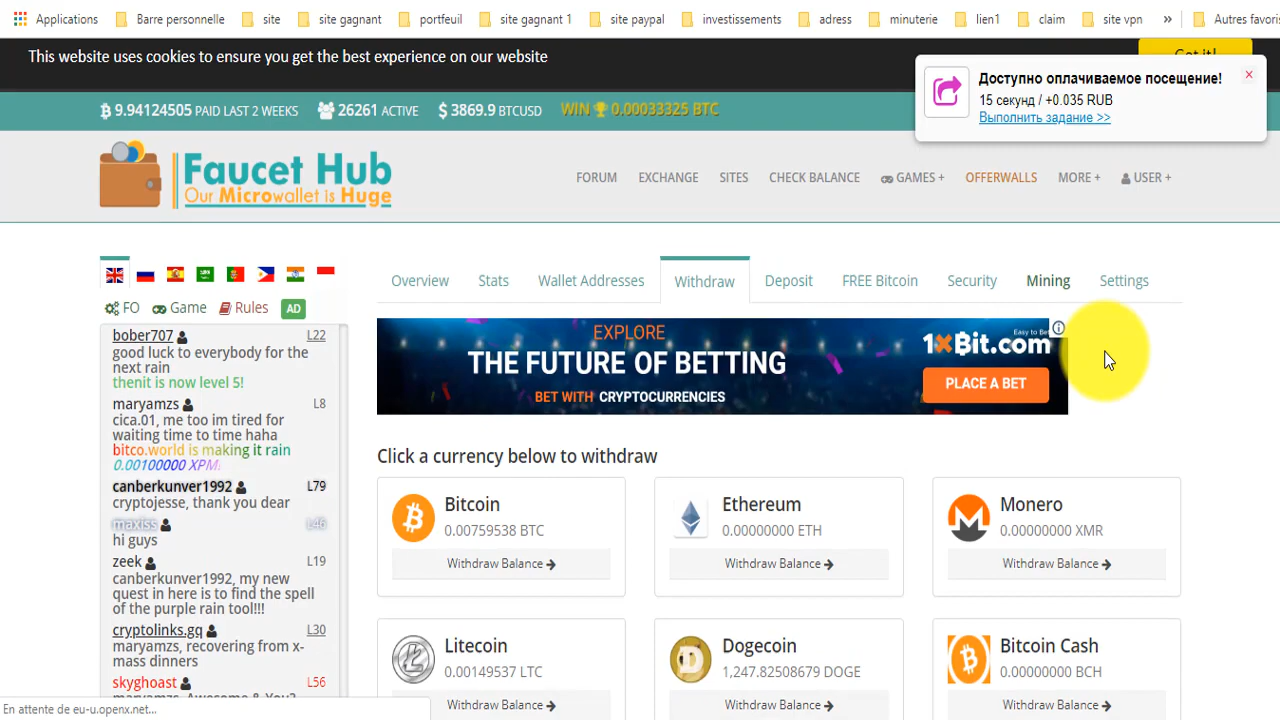 Applications Barre personnelle site site gagnant portfeuil site gagnant 1 site paypal investissements adress minuterie lien1 claim site vpn » Autres favoris
This website uses cookies to ensure you get the best experience on our website
Got it!
Доступно оплачиваемое посещение!
15 секунд / +0.035 RUB
Выполнить задание >>
9.94124505 PAID LAST 2 WEEKS 26261 ACTIVE $ 3869.9 BTCUSD WIN 0.00033325 BTC
Faucet Hub
Our Microwallet is Huge
FORUM EXCHANGE SITES CHECK BALANCE GAMES + OFFERWALLS MORE + USER +
Overview Stats Wallet Addresses Withdraw Deposit FREE Bitcoin Security Mining Settings
FO Game Rules AD
bober707 L22
good luck to everybody for the
next rain
thenit is now level 5!
maryamzs L8
cica.01, me too im tired for
waiting time to time haha
bitco.world is making it rain
0.00100000 XPM!
canberkunver1992 L79
cryptojesse, thank you dear
maxiss L46
hi guys
zeek L19
canberkunver1992, my new
quest in here is to find the spell
of the purple rain tool!!!
cryptolinks.gq L30
maryamzs, recovering from x-
mass dinners
skyghoast L56
maryamzs, Awesome & You?
EXPLORE
THE FUTURE OF BETTING
BET WITH CRYPTOCURRENCIES
Easy to Bet
1XBit.com
PLACE A BET
Click a currency below to withdraw
Bitcoin
0.00759538 BTC
Withdraw Balance
Ethereum
0.00000000 ETH
Withdraw Balance
Monero
0.00000000 XMR
Withdraw Balance
Litecoin
0.00149537 LTC
Withdraw Balance
Dogecoin
1,247.82508679 DOGE
Withdraw Balance
Bitcoin Cash
0.00000000 BCH
Withdraw Balance
En attente de eu-u.openx.net...